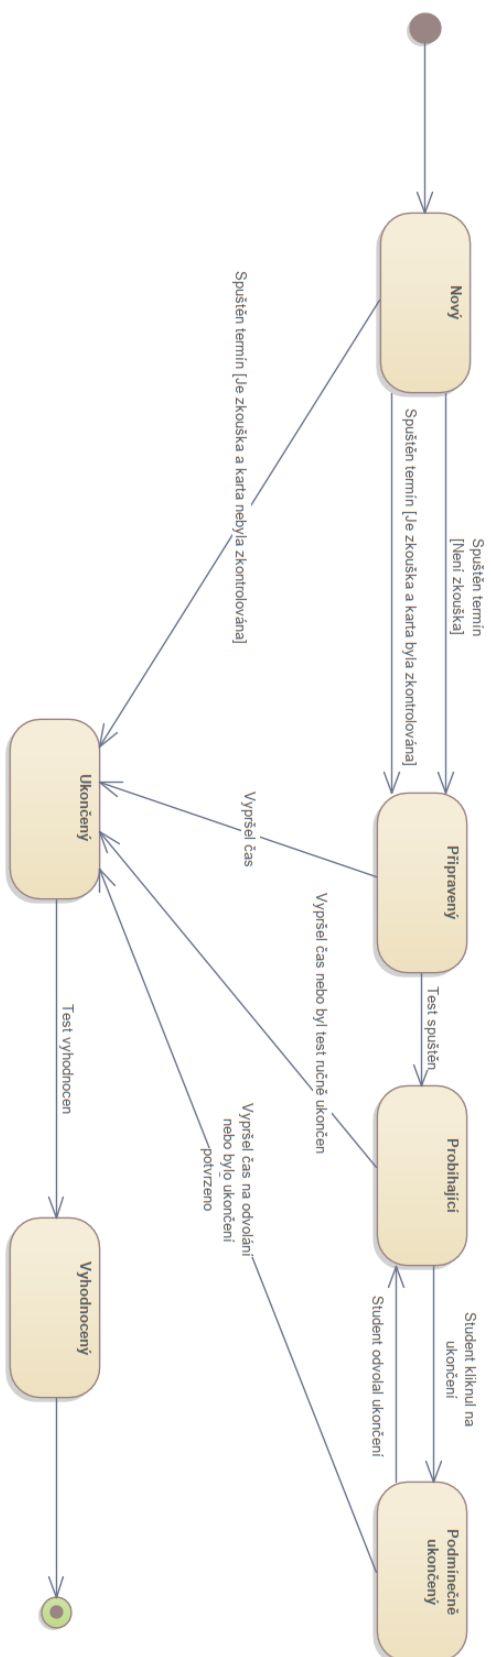 Nový
Spuštěn termín
[Není zkouška]
Spuštěn termín [Je zkouška a karta byla zkontrolována]
Spuštěn termín [Je zkouška a karta nebyla zkontrolována]
Připravený
Vypršel čas
Test spuštěn
Probíhající
Vypršel čas nebo byl test ručně ukončen
Student kliknul na
ukončení
Student odvolal ukončení
Podmínečně
ukončený
Vypršel čas na odvolání
nebo bylo ukončení
potvrzeno
Ukončený
Test vyhodnocen
Vyhodnocený